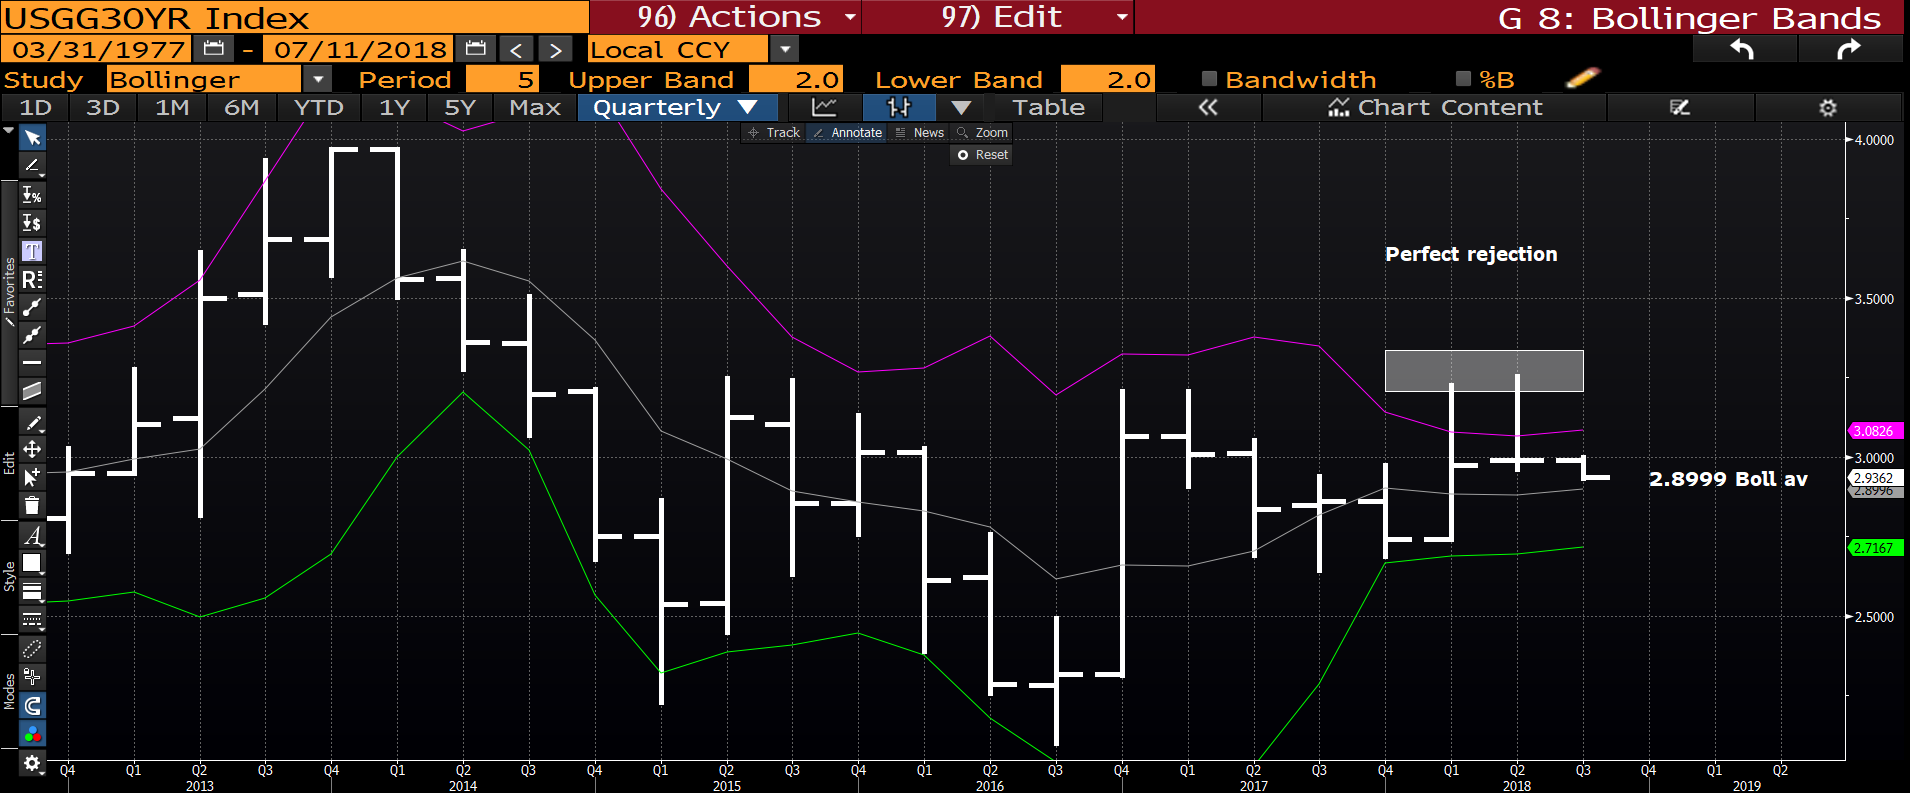 USGG30YR Index 96) Actions 97) Edit G 8: Bollinger Bands
03/31/1977 - 07/11/2018 < > Local CCY
Study Bollinger Period 5 Upper Band 2.0 Lower Band 2.0 Bandwidth %B
1D 3D 1M 6M YTD 1Y 5Y Max Quarterly ▼ Table « Chart Content
Track Annotate News Zoom
Reset
4.0000
Perfect rejection
3.5000
3.0826
3.0000
2.9362
2.8999 Boll av
2.8996
2.7167
2.5000
%
$
T
R
A
Favorites
Edit
Style
Modes
Q4 Q1 Q2 Q3 Q4 Q1 Q2 Q3 Q4 Q1 Q2 Q3 Q4 Q1 Q2 Q3 Q4 Q1 Q2 Q3 Q4 Q1 Q2 Q3 Q4 Q1 Q2
2013 2014 2015 2016 2017 2018 2019